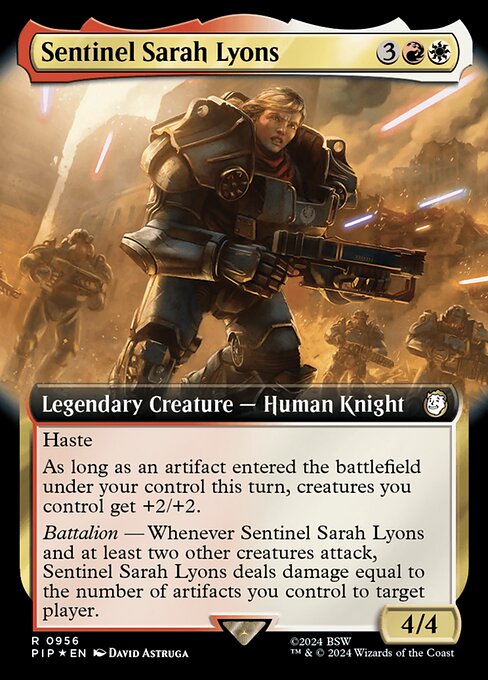 Sentinel Sarah Lyons 3
Legendary Creature — Human Knight
Haste
As long as an artifact entered the battlefield
under your control this turn, creatures you
control get +2/+2.
Battalion — Whenever Sentinel Sarah Lyons
and at least two other creatures attack,
Sentinel Sarah Lyons deals damage equal to
the number of artifacts you control to target
player.
4/4
R 0956
PIP ★ EN David Astruga
©2024 BSW
™ & © 2024 Wizards of the Coast